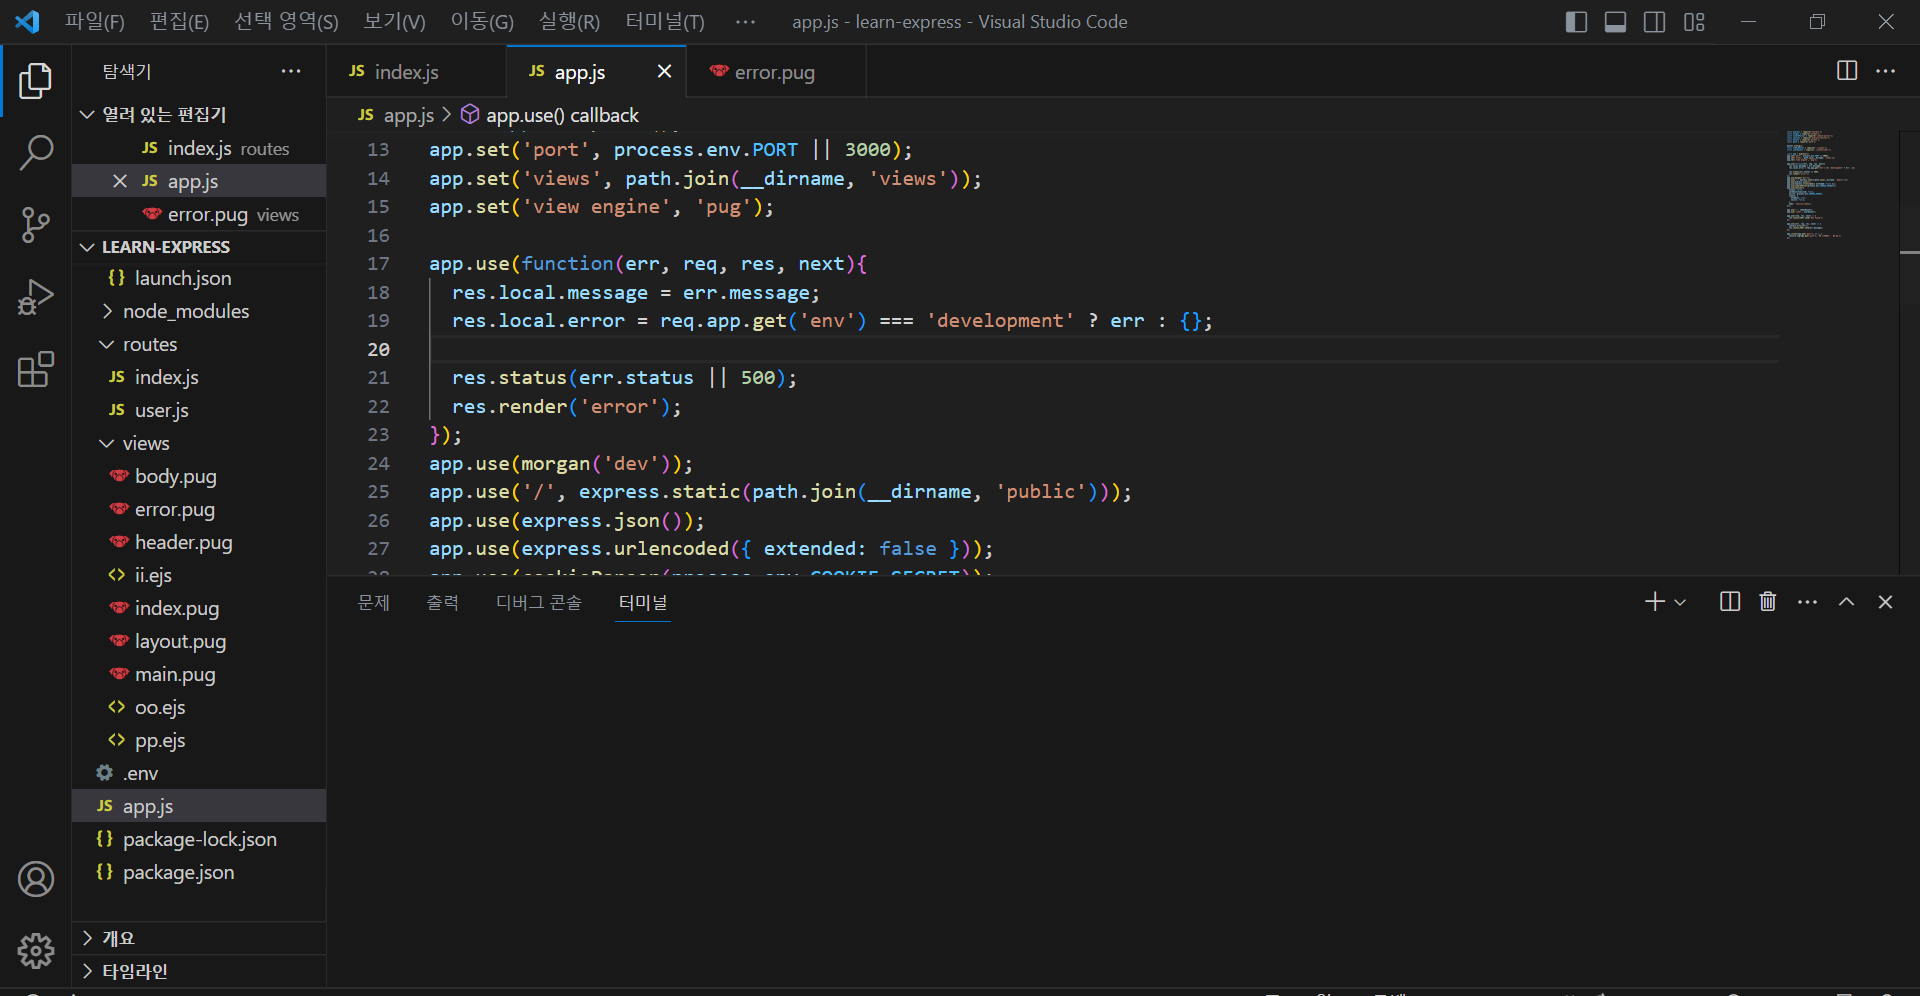 파일(F) 편집(E) 선택 영역(S) 보기(V) 이동(G) 실행(R) 터미널(T) ··· app.js - learn-express - Visual Studio Code
탐색기 ···
열려 있는 편집기
JS index.js routes
JS app.js
error.pug views
LEARN-EXPRESS
{} launch.json
node_modules
routes
JS index.js
JS user.js
views
body.pug
error.pug
header.pug
<> ii.ejs
index.pug
layout.pug
main.pug
<> oo.ejs
<> pp.ejs
.env
JS app.js
{} package-lock.json
{} package.json
개요
타임라인
JS index.js JS app.js error.pug
JS app.js > app.use() callback
13 app.set('port', process.env.PORT || 3000);
14 app.set('views', path.join(__dirname, 'views'));
15 app.set('view engine', 'pug');
16
17 app.use(function(err, req, res, next){
18 res.local.message = err.message;
19 res.local.error = req.app.get('env') === 'development' ? err : {};
20
21 res.status(err.status || 500);
22 res.render('error');
23 });
24 app.use(morgan('dev'));
25 app.use('/', express.static(path.join(__dirname, 'public')));
26 app.use(express.json());
27 app.use(express.urlencoded({ extended: false }));
28 app.use(cookieParser(process.env.COOKIE_SECRET));
문제 출력 디버그 콘솔 터미널